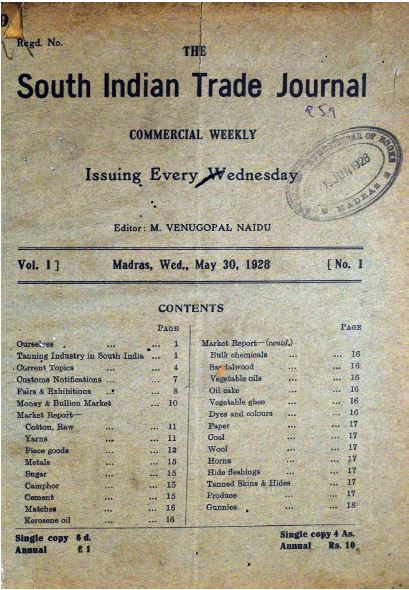 9
Regd. No.
THE
South Indian Trade Journal
COMMERCIAL WEEKLY
Issuing Every Wednesday
JUN 1928
MADRAS
Editor: M. VENUGOPAL NAIDU
Vol. 1] Madras, Wed., May 30, 1928 [No. 1
CONTENTS
PAGE
Ourselves ... ... 1
Tanning Industry in South India ... 1
Current Topics ... ... 4
Customs Notifications ... ... 7
Fairs & Exhibitions ... ... 8
Money & Bullion Market ... 10
Market Report—
Cotton, Raw ... ... 11
Yarns ... ... 11
Piece goods ... ... 12
Metals ... ... 15
Sugar ... ... 15
Camphor ... ... 15
Cement ... ... 15
Matches ... ... 16
Kerosene oil ... ... 16
PAGE
Market Report—(contd.)
Bulk chemicals ... ... 16
Sandalwood ... ... 16
Vegetable oils ... ... 16
Oil cake ... ... 16
Vegetable ghee ... ... 16
Dyes and colours ... ... 16
Paper ... ... 17
Coal ... ... 17
Wool ... ... 17
Horns ... ... 17
Hide fleshings ... ... 17
Tanned Skins & Hides ... ... 17
Produce ... ... 17
Gunnies ... ... 18
Single copy 6 d.
Annual £ 1
Single copy 4 As.
Annual Rs. 10